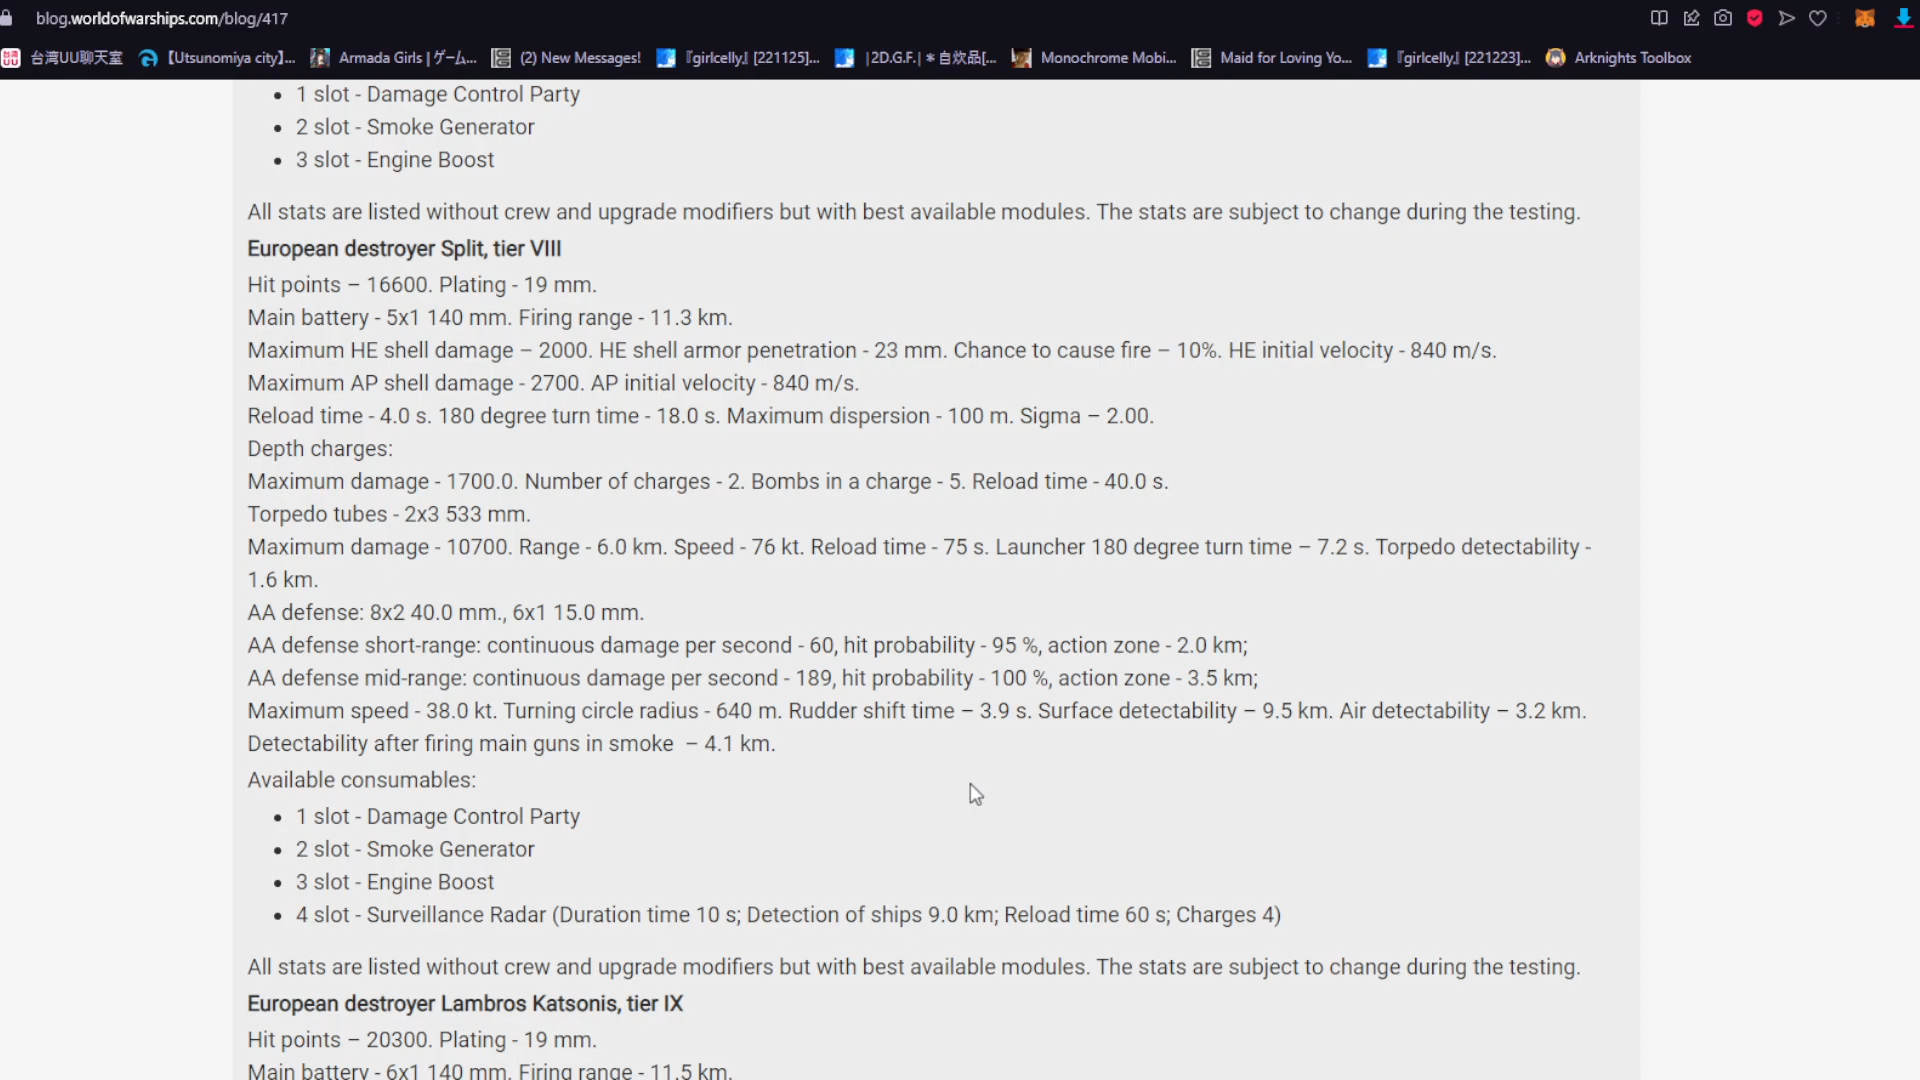 blog.worldofwarships.com/blog/417
台湾UU聊天室 【Utsunomiya city】... Armada Girls | ゲーム... (2) New Messages! 『girlcelly』 [221125]... |2D.G.F.| * 自炊品[... Monochrome Mobi... Maid for Loving Yo... 『girlcelly』 [221223]... Arknights Toolbox
• 1 slot - Damage Control Party
• 2 slot - Smoke Generator
• 3 slot - Engine Boost
All stats are listed without crew and upgrade modifiers but with best available modules. The stats are subject to change during the testing.
European destroyer Split, tier VIII
Hit points – 16600. Plating - 19 mm.
Main battery - 5x1 140 mm. Firing range - 11.3 km.
Maximum HE shell damage – 2000. HE shell armor penetration - 23 mm. Chance to cause fire – 10%. HE initial velocity - 840 m/s.
Maximum AP shell damage - 2700. AP initial velocity - 840 m/s.
Reload time - 4.0 s. 180 degree turn time - 18.0 s. Maximum dispersion - 100 m. Sigma – 2.00.
Depth charges:
Maximum damage - 1700.0. Number of charges - 2. Bombs in a charge - 5. Reload time - 40.0 s.
Torpedo tubes - 2x3 533 mm.
Maximum damage - 10700. Range - 6.0 km. Speed - 76 kt. Reload time - 75 s. Launcher 180 degree turn time – 7.2 s. Torpedo detectability -
1.6 km.
AA defense: 8x2 40.0 mm., 6x1 15.0 mm.
AA defense short-range: continuous damage per second - 60, hit probability - 95 %, action zone - 2.0 km;
AA defense mid-range: continuous damage per second - 189, hit probability - 100 %, action zone - 3.5 km;
Maximum speed - 38.0 kt. Turning circle radius - 640 m. Rudder shift time – 3.9 s. Surface detectability – 9.5 km. Air detectability – 3.2 km.
Detectability after firing main guns in smoke – 4.1 km.
Available consumables:
• 1 slot - Damage Control Party
• 2 slot - Smoke Generator
• 3 slot - Engine Boost
• 4 slot - Surveillance Radar (Duration time 10 s; Detection of ships 9.0 km; Reload time 60 s; Charges 4)
All stats are listed without crew and upgrade modifiers but with best available modules. The stats are subject to change during the testing.
European destroyer Lambros Katsonis, tier IX
Hit points – 20300. Plating - 19 mm.
Main battery - 6x1 140 mm. Firing range - 11.5 km.